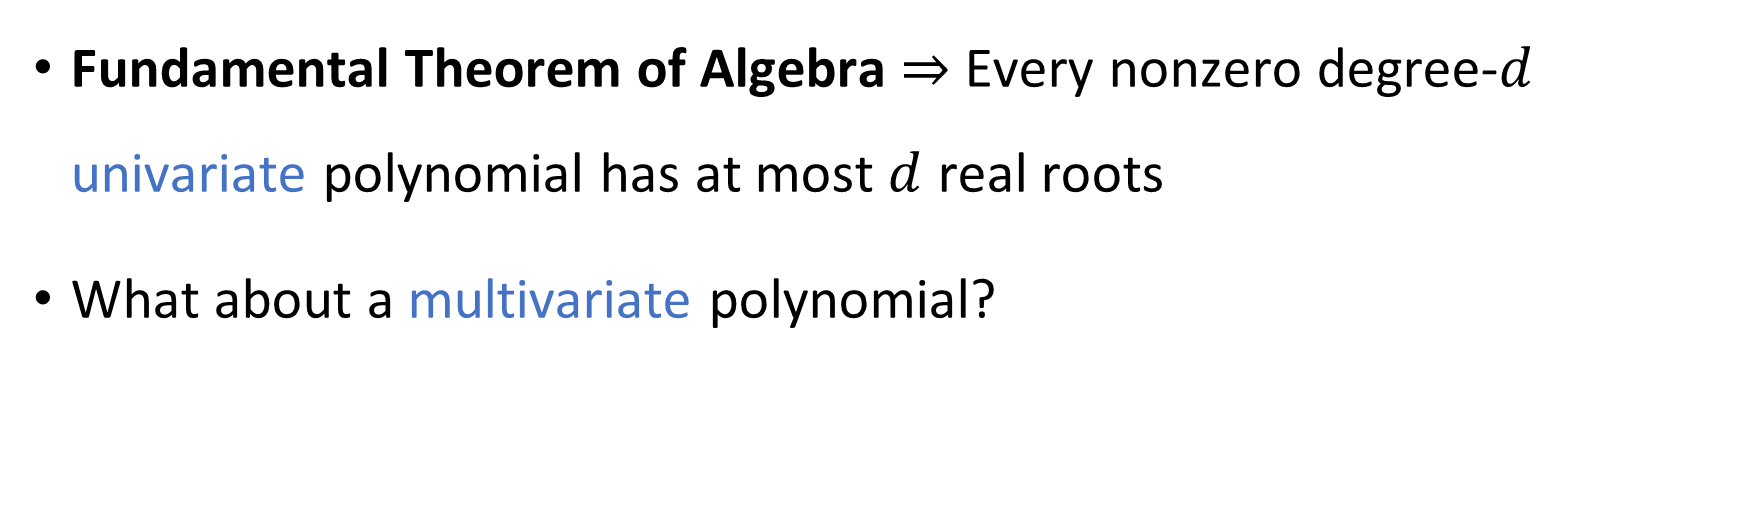 • Fundamental Theorem of Algebra ⇒ Every nonzero degree-𝑑
univariate polynomial has at most 𝑑 real roots
• What about a multivariate polynomial?